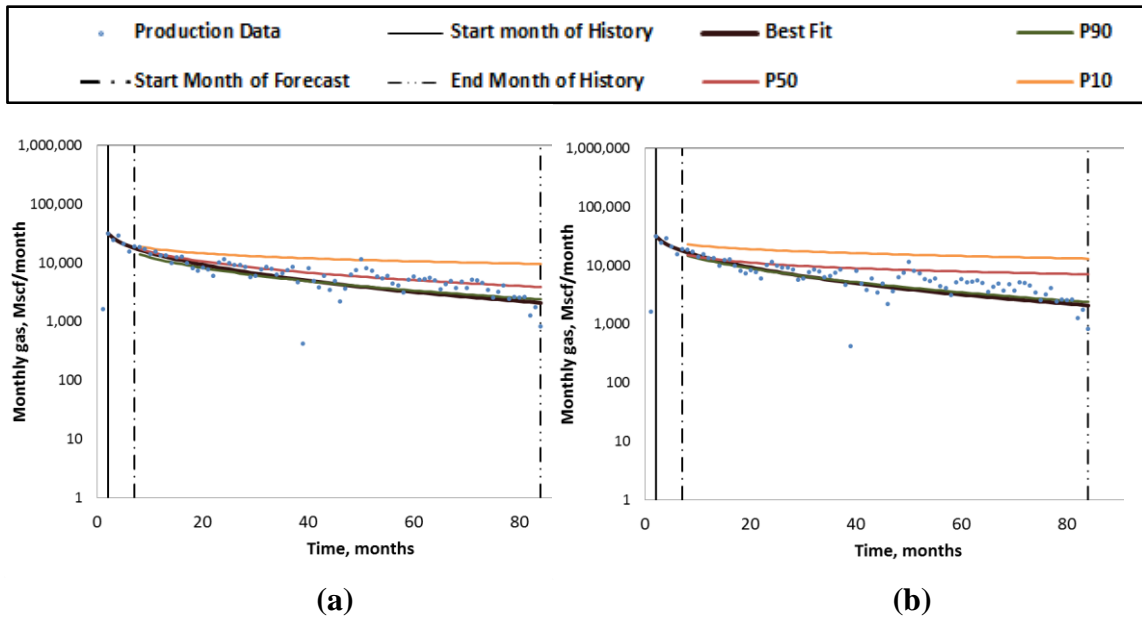 Production Data Start month of History Best Fit P90
Start Month of Forecast End Month of History P50 P10
1,000,000
100,000
10,000
1,000
100
10
1
Monthly gas, Mscf/month
0 20 40 60 80
Time, months
(a)
1,000,000
100,000
10,000
1,000
100
10
1
Monthly gas, Mscf/month
0 20 40 60 80
Time, months
(b)